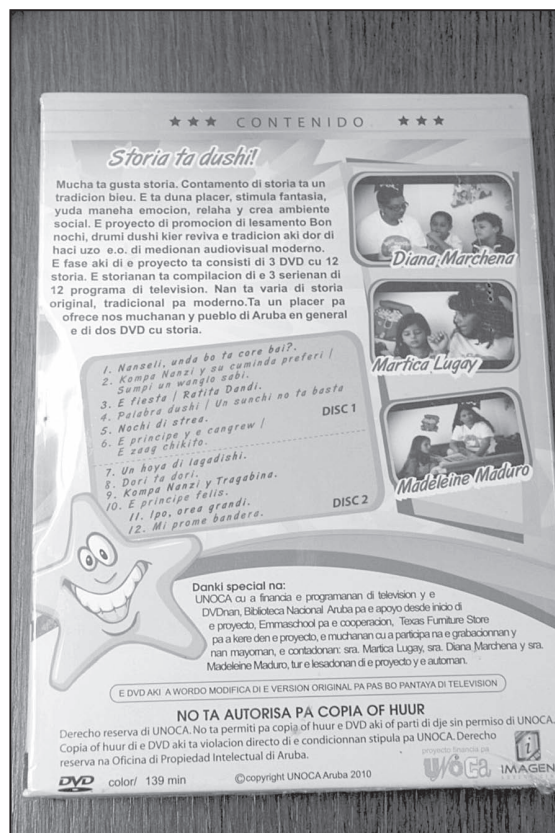 CONTENIDO
Storia ta dushi!
Mucha ta gusta storia. Contamento di storia ta un
tradicion bieu. E ta duna placer, stimula fantasia,
yuda maneha emocion, relaha y crea ambiente
social. E proyecto di promocion di lesamento Bon
nochi, drumi dushi kier reviva e tradicion aki dor di
haci uzo e.o. di medionan audiovisual moderno.
E fase aki di e proyecto ta consisti di 3 DVD cu 12
storia. E storianan ta compilacion di e 3 serienan di
12 programa di television. Nan ta varia di storia
original, tradicional pa moderno.Ta un placer pa
ofrece nos muchanan y pueblo di Aruba en general
e di dos DVD cu storia.
Diana Marchena
Martica Lugay
Madeleine Maduro
1. Nanseli, unda bo ta core bai?.
2. Kompa Nanzi y su cuminda preferi |
Sumpi un wanglo sabi.
3. E fiesta | Ratita Dandi.
4. Palabra dushi | Un sunchi no ta basta
5. Nochi di strea.
6. E principe y e cangrew |
E zaag chikito.
DISC 1
7. Un hoya di lagadishi.
8. Dori ta dori.
9. Kompa Nanzi y Tragabina.
10. E principe felis.
11. Ipo, orea grandi.
12. Mi prome bandera.
DISC 2
Danki special na:
UNOCA cu a financia e programanan di television y e
DVDnan, Biblioteca Nacional Aruba pa e apoyo desde inicio di
e proyecto, Emmaschool pa e cooperacion, Texas Furniture Store
pa a kere den e proyecto, e muchanan cu a participa na e grabacionnan y
nan mayornan, e contadonan: sra. Martica Lugay, sra. Diana Marchena y sra.
Madeleine Maduro, tur e lesadonan di e proyecto y e automan.
E DVD AKI A WORDO MODIFICA DI E VERSION ORIGINAL PA PAS BO PANTAYA DI TELEVISION
NO TA AUTORISA PA COPIA OF HUUR
Derecho reserva di UNOCA.No ta permiti pa copia of huur e DVD aki of parti di dje sin permiso di UNOCA.
Copia of huur di e DVD aki ta violacion directo di e condicionnan stipula pa UNOCA.Derecho
reserva na Oficina di Propiedad Intelectual di Aruba.
DVD
color/ 139 min
©copyright UNOCA Aruba 2010
proyecto financia pa
UNOCA
IMAGEN